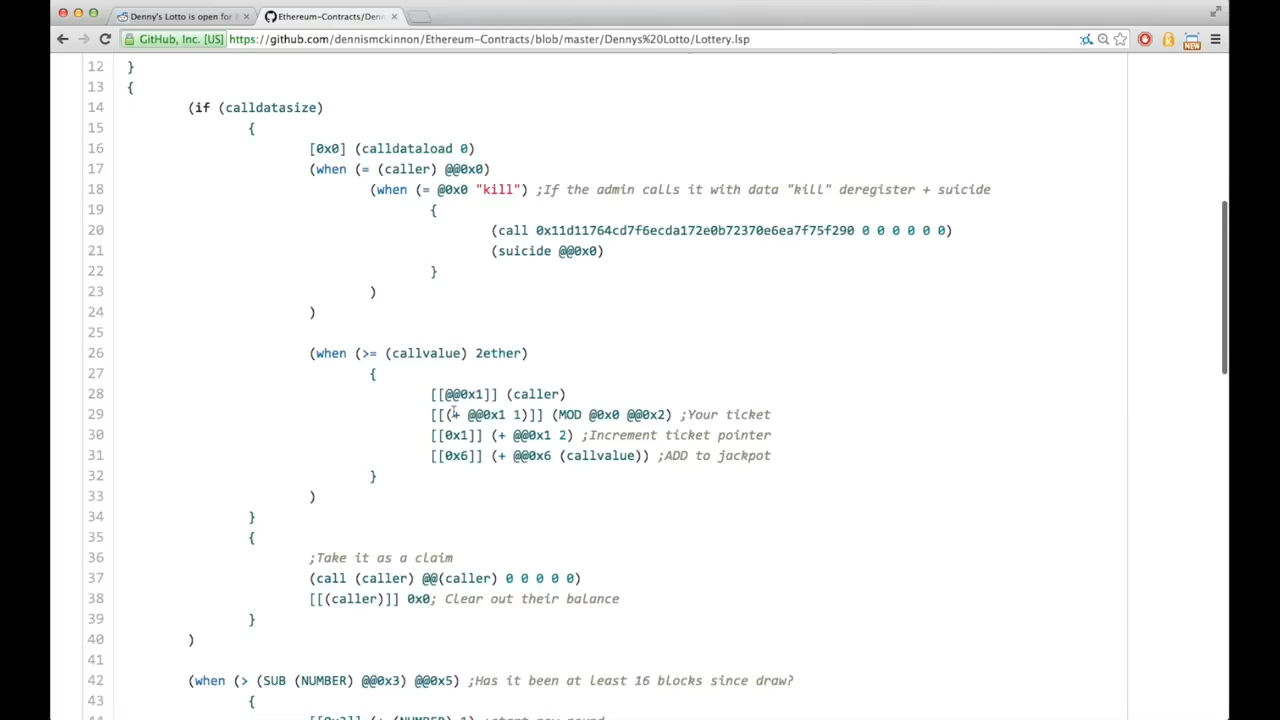 Denny's Lotto is open for
Ethereum-Contracts/Denn
GitHub, Inc. [US]
https://github.com/dennismckinnon/Ethereum-Contracts/blob/master/Dennys%20Lotto/Lottery.lsp
NEW
12 }
13 {
14 (if (calldatasize)
15 {
16 [0x0] (calldataload 0)
17 (when (= (caller) @@0x0)
18 (when (= @0x0 "kill") ;If the admin calls it with data "kill" deregister + suicide
19 {
20 (call 0x11d11764cd7f6ecda172e0b72370e6ea7f75f290 0 0 0 0 0 0)
21 (suicide @@0x0)
22 }
23 )
24 )
25
26 (when (>= (callvalue) 2ether)
27 {
28 [[@@0x1]] (caller)
29 [[(+ @@0x1 1)]] (MOD @0x0 @@0x2) ;Your ticket
30 [[0x1]] (+ @@0x1 2) ;Increment ticket pointer
31 [[0x6]] (+ @@0x6 (callvalue)) ;ADD to jackpot
32 }
33 )
34 }
35 {
36 ;Take it as a claim
37 (call (caller) @@(caller) 0 0 0 0 0)
38 [[(caller)]] 0x0; Clear out their balance
39 }
40 )
41
42 (when (> (SUB (NUMBER) @@0x3) @@0x5) ;Has it been at least 16 blocks since draw?
43 {